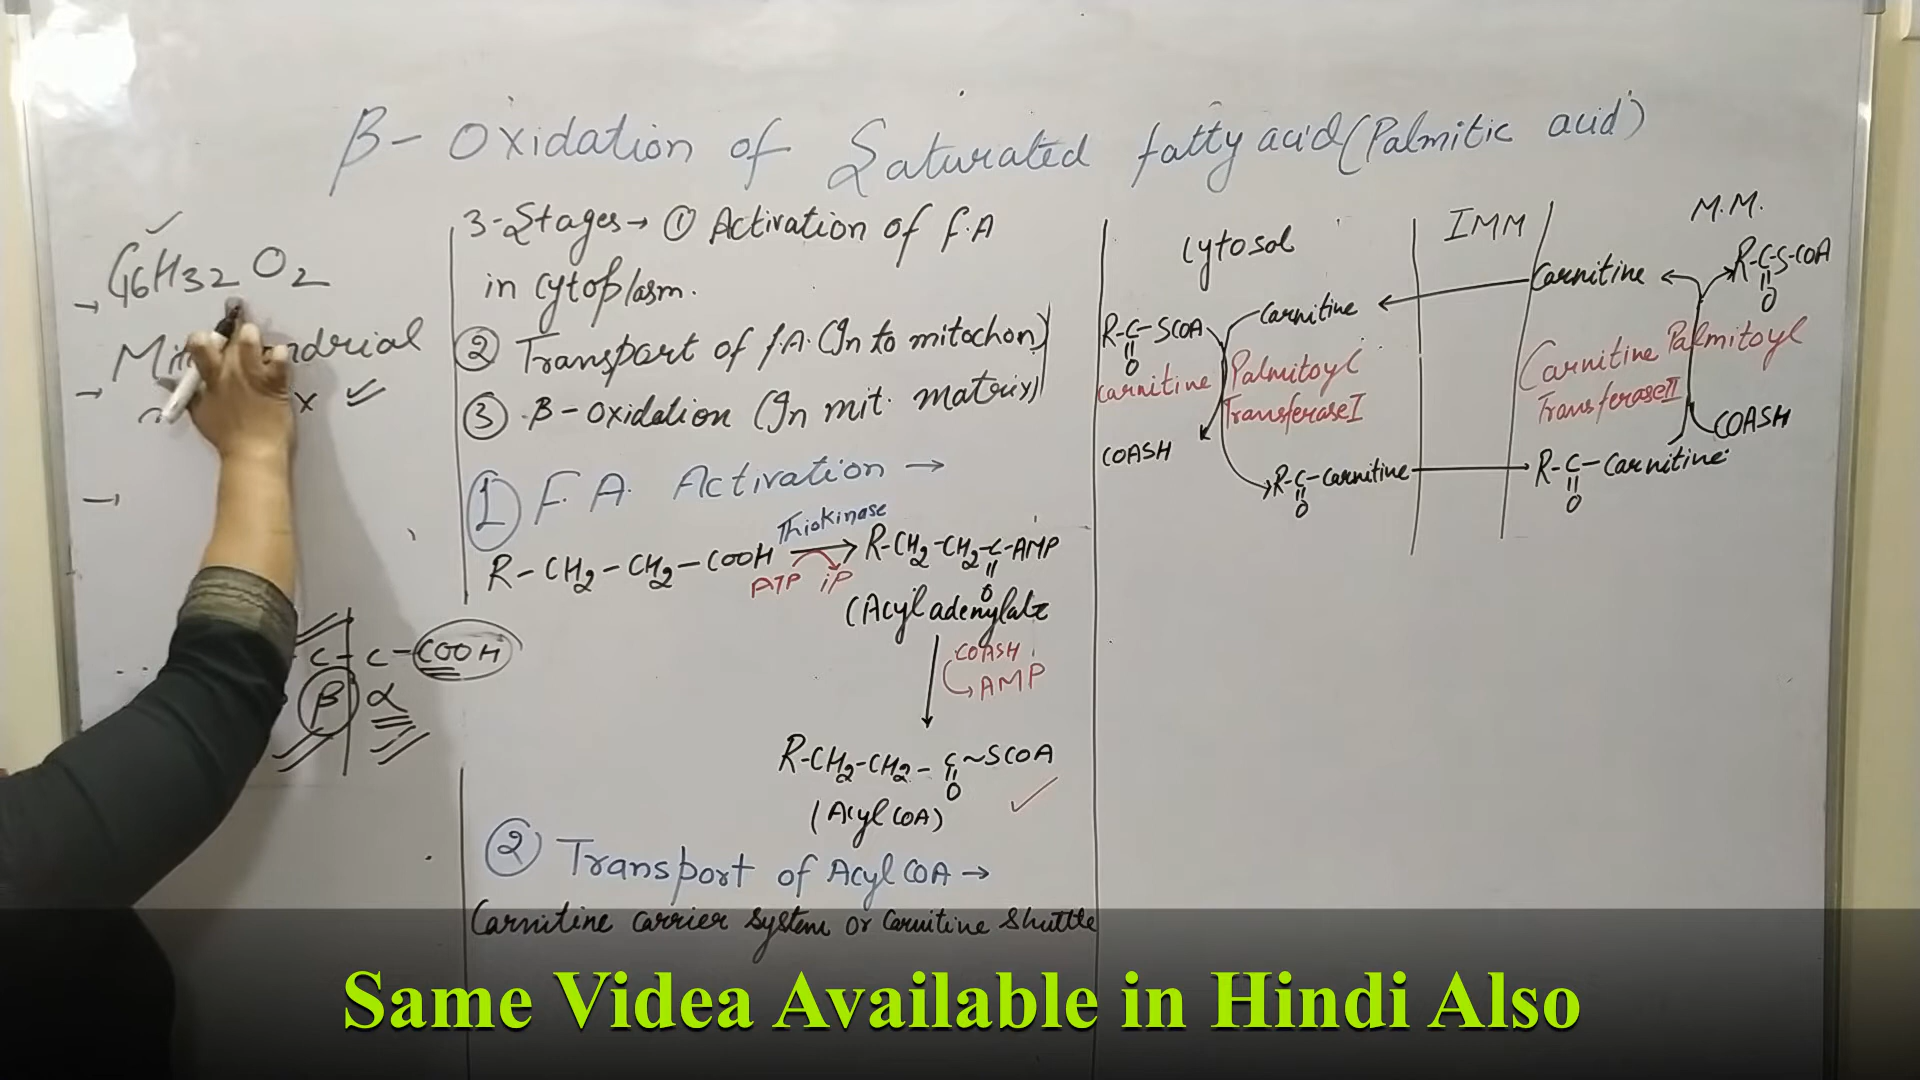 β- Oxidation of Saturated fatty acid (Palmitic acid)
C16H32O2
Mitochondrial
x
C - C - COOH
β α
3-Stages → ① Activation of F.A
in cytoplasm.
② Transpart of f.A. (In to mitochon)
③ β-oxidation (In mit. matrix)
1 F.A. Activation →
Thiokinase
R-CH2-CH2-COOH → R-CH2-CH2-C-AMP
ATP iP
O
(Acyl adenylate
COASH
AMP
R-CH2-CH2-C~SCOA
O
(Acyl COA)
② Transport of Acyl COA →
Carnitine carrier system or Carnitine Shuttle
Cytosol IMM M.M.
R-C-S-COA
O
Carnitine Carnitine
R-C-SCOA
O
Carnitine Palmitoyl
Transferase I
Carnitine Palmitoyl
Transferase II
COASH COASH
R-C-Carnitine R-C-Carnitine
O O
Same Videa Available in Hindi Also